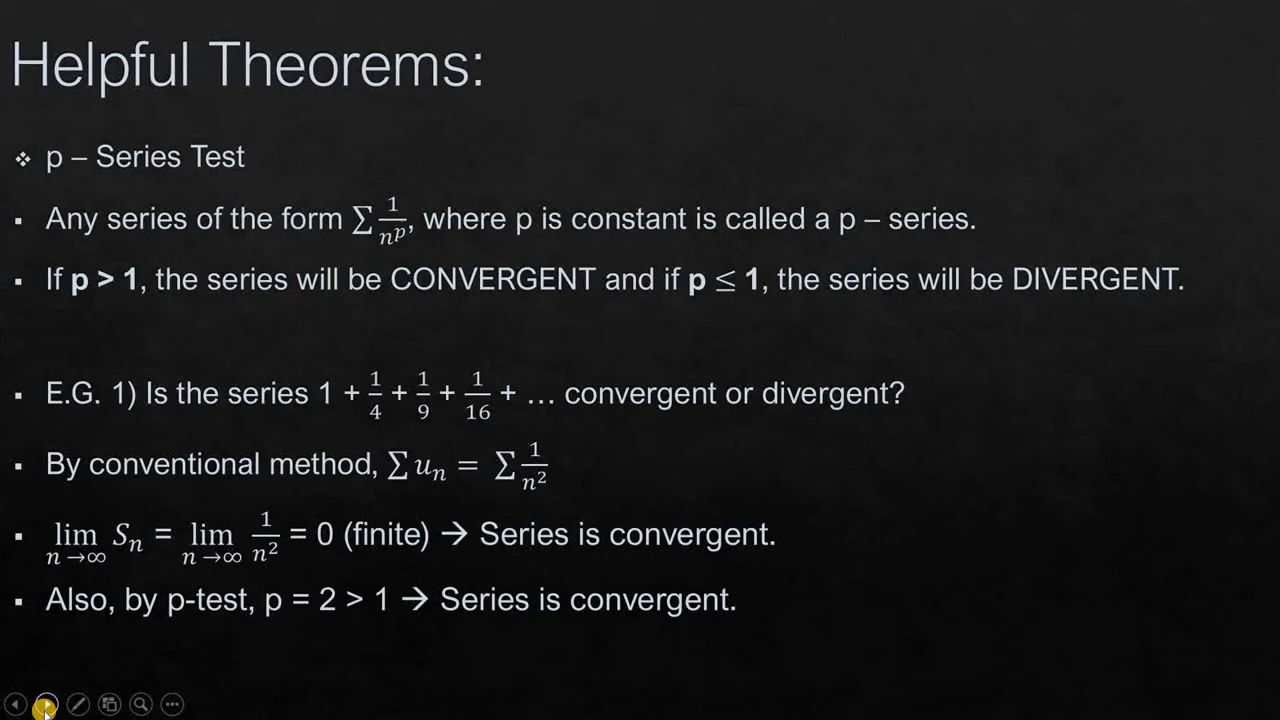 Helpful Theorems:
❖ p – Series Test
▪ Any series of the form ∑ 1/n^p, where p is constant is called a p – series.
▪ If p > 1, the series will be CONVERGENT and if p ≤ 1, the series will be DIVERGENT.
▪ E.G. 1) Is the series 1 + 1/4 + 1/9 + 1/16 + … convergent or divergent?
▪ By conventional method, ∑ u_n = ∑ 1/n^2
▪ lim n→∞ S_n = lim n→∞ 1/n^2 = 0 (finite) → Series is convergent.
▪ Also, by p-test, p = 2 > 1 → Series is convergent.